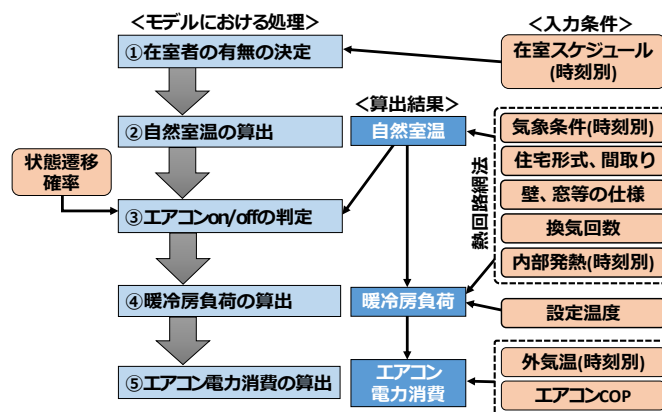 ＜モデルにおける処理＞
＜入力条件＞
①在室者の有無の決定
在室スケジュール
(時刻別)
＜算出結果＞
②自然室温の算出
自然室温
気象条件(時刻別)
住宅形式、間取り
状態遷移
確率
壁、窓等の仕様
熱回路網法
③エアコンon/offの判定
換気回数
内部発熱(時刻別)
④暖冷房負荷の算出
暖冷房負荷
設定温度
⑤エアコン電力消費の算出
エアコン
電力消費
外気温(時刻別)
エアコンCOP